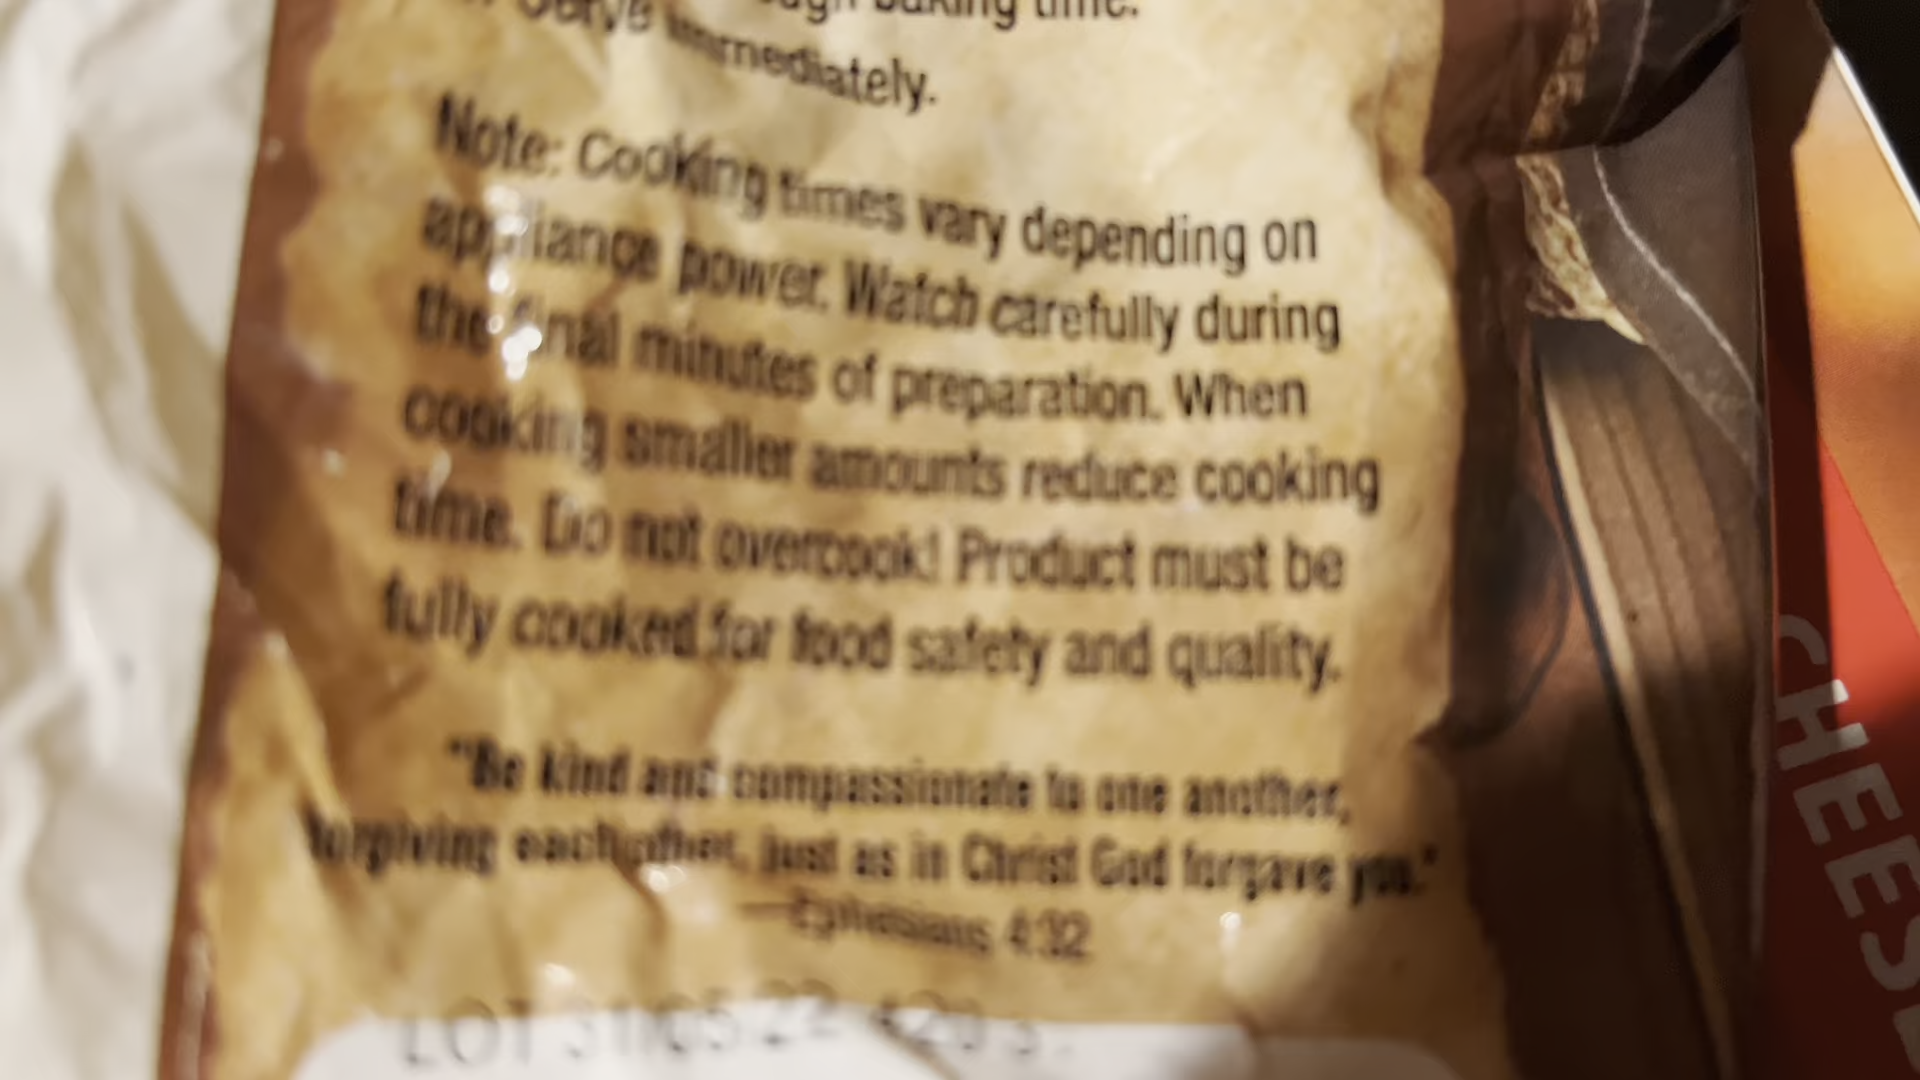 baking time.
Serve immediately.
Note: Cooking times vary depending on
appliance power. Watch carefully during
the final minutes of preparation. When
cooking smaller amounts reduce cooking
time. Do not overcook! Product must be
fully cooked for food safety and quality.
"Be kind and compassionate to one another,
forgiving each other, just as in Christ God forgave you."
—Ephesians 4:32
LOT
CHEESE